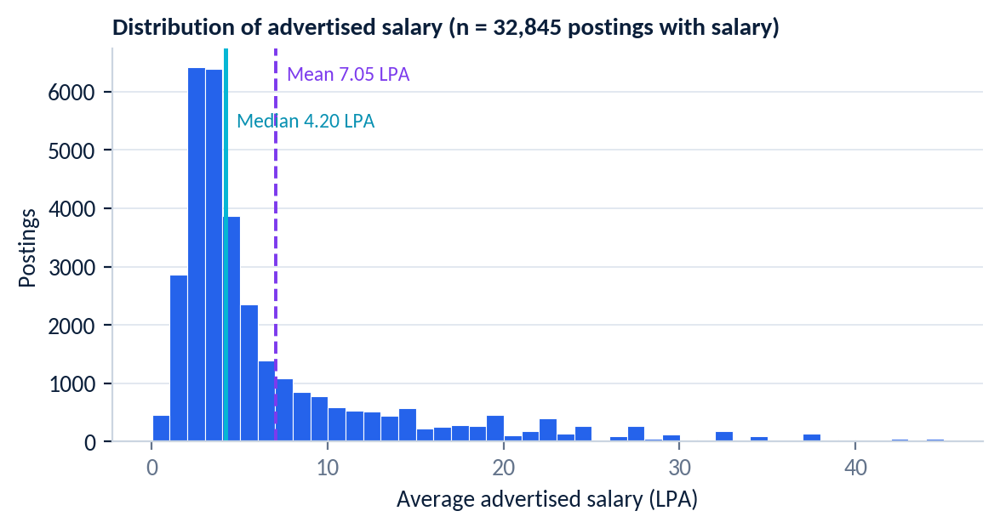 Distribution of advertised salary (n = 32,845 postings with salary)
Mean 7.05 LPA
Median 4.20 LPA
Postings
6000
5000
4000
3000
2000
1000
0
0 10 20 30 40
Average advertised salary (LPA)